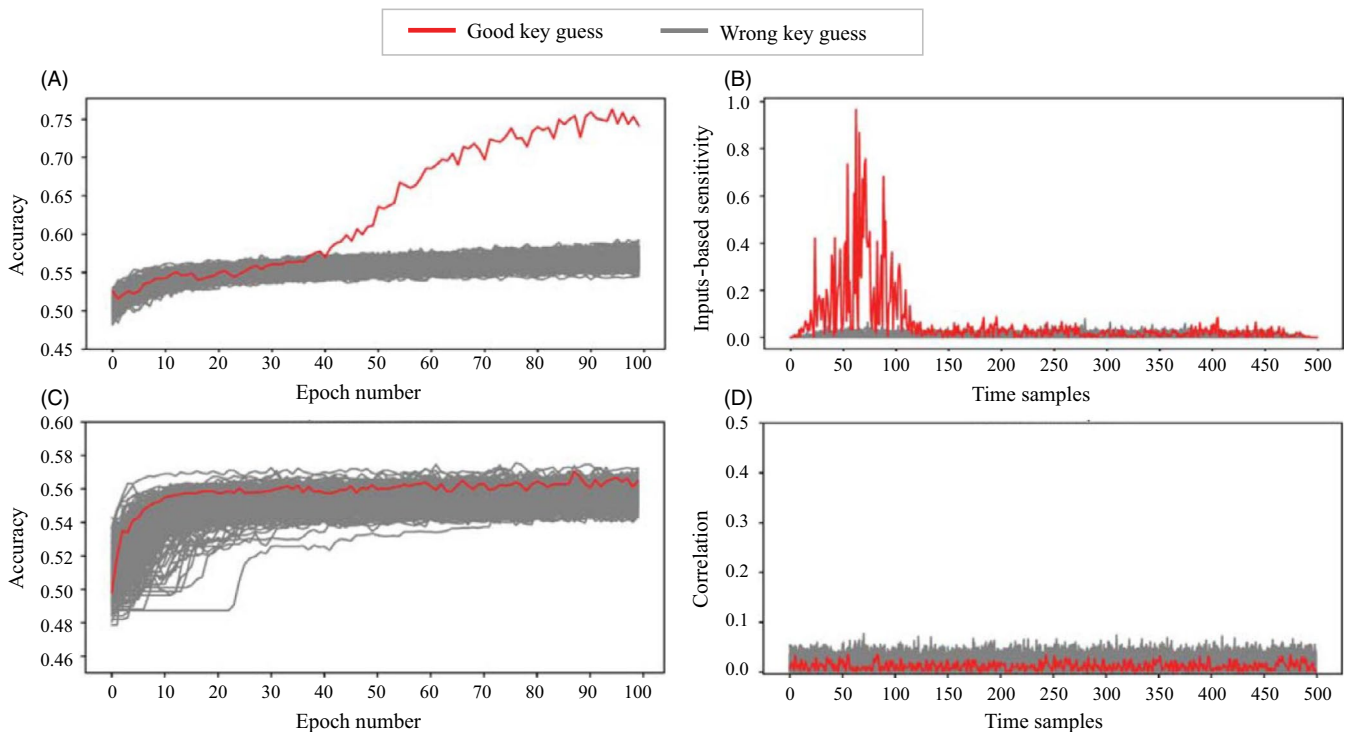 Good key guess Wrong key guess
(A)
0.75
0.70
0.65
0.60
0.55
0.50
0.45
Accuracy
0 10 20 30 40 50 60 70 80 90 100
Epoch number
(B)
1.0
0.8
0.6
0.4
0.2
0.0
Inputs-based sensitivity
0 50 100 150 200 250 300 350 400 450 500
Time samples
(C)
0.60
0.58
0.56
0.54
0.52
0.50
0.48
0.46
Accuracy
0 10 20 30 40 50 60 70 80 90 100
Epoch number
(D)
0.5
0.4
0.3
0.2
0.1
0.0
Correlation
0 50 100 150 200 250 300 350 400 450 500
Time samples